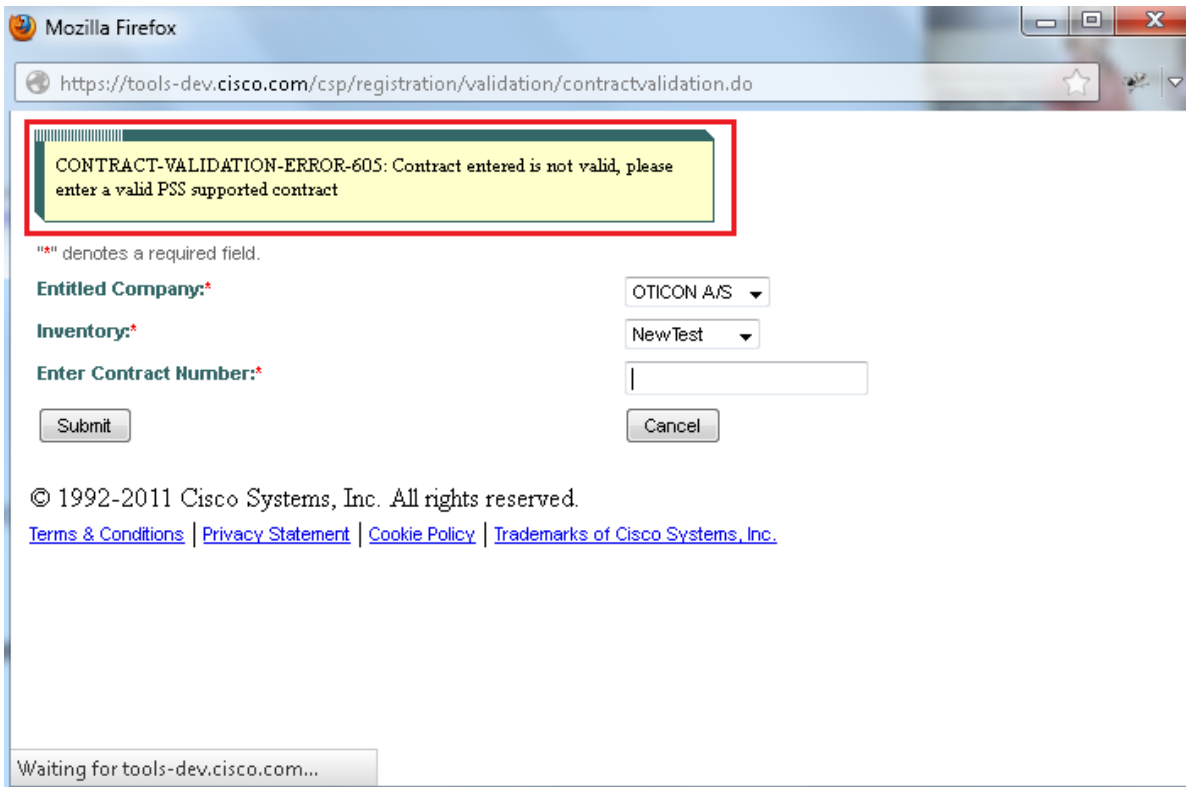 Mozilla Firefox
https://tools-dev.cisco.com/csp/registration/validation/contractvalidation.do
CONTRACT-VALIDATION-ERROR-605: Contract entered is not valid, please
enter a valid PSS supported contract
"*" denotes a required field.
Entitled Company:* OTICON A/S
Inventory:* NewTest
Enter Contract Number:*
Submit Cancel
© 1992-2011 Cisco Systems, Inc. All rights reserved.
Terms & Conditions | Privacy Statement | Cookie Policy | Trademarks of Cisco Systems, Inc.
Waiting for tools-dev.cisco.com...